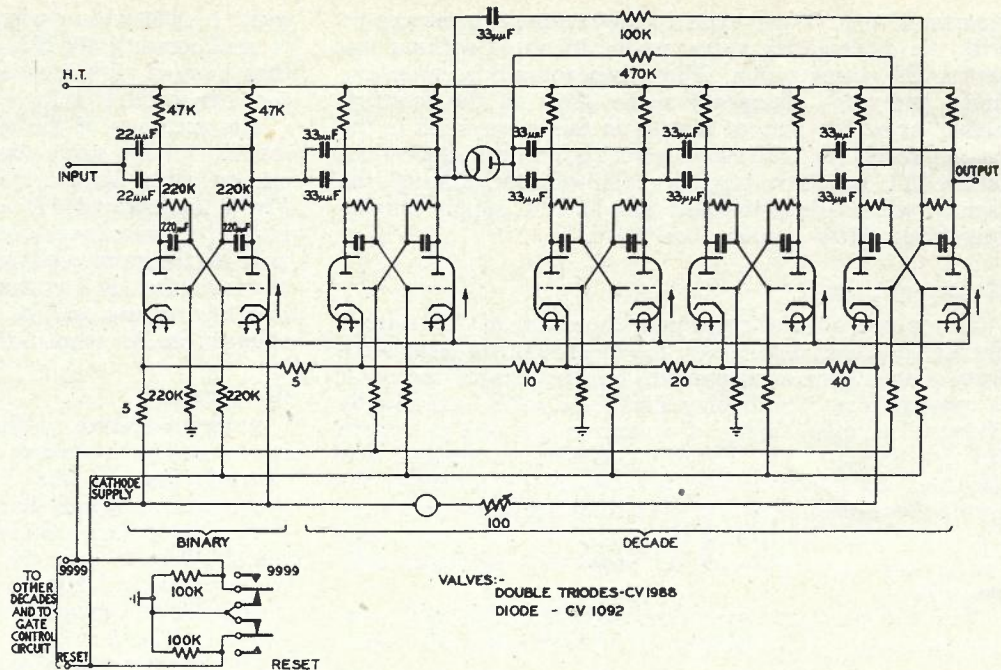 33μμF
100K
470K
H.T.
47K
47K
22μμF
33μμF
33μμF
33μμF
33μμF
INPUT
OUTPUT
22μμF
33μμF
33μμF
33μμF
33μμF
220K
220K
220μμF
220μμF
5
10
20
40
5
220K
220K
CATHODE
SUPPLY
100
BINARY
DECADE
9999
9999
TO
OTHER
DECADES
AND TO
GATE
CONTROL
CIRCUIT
100K
100K
RESET
RESET
VALVES:-
DOUBLE TRIODES-CV1988
DIODE - CV 1092